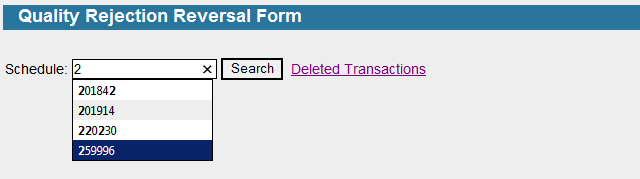 Quality Rejection Reversal Form
Schedule: 2 × Search Deleted Transactions
201842
201914
220230
259996